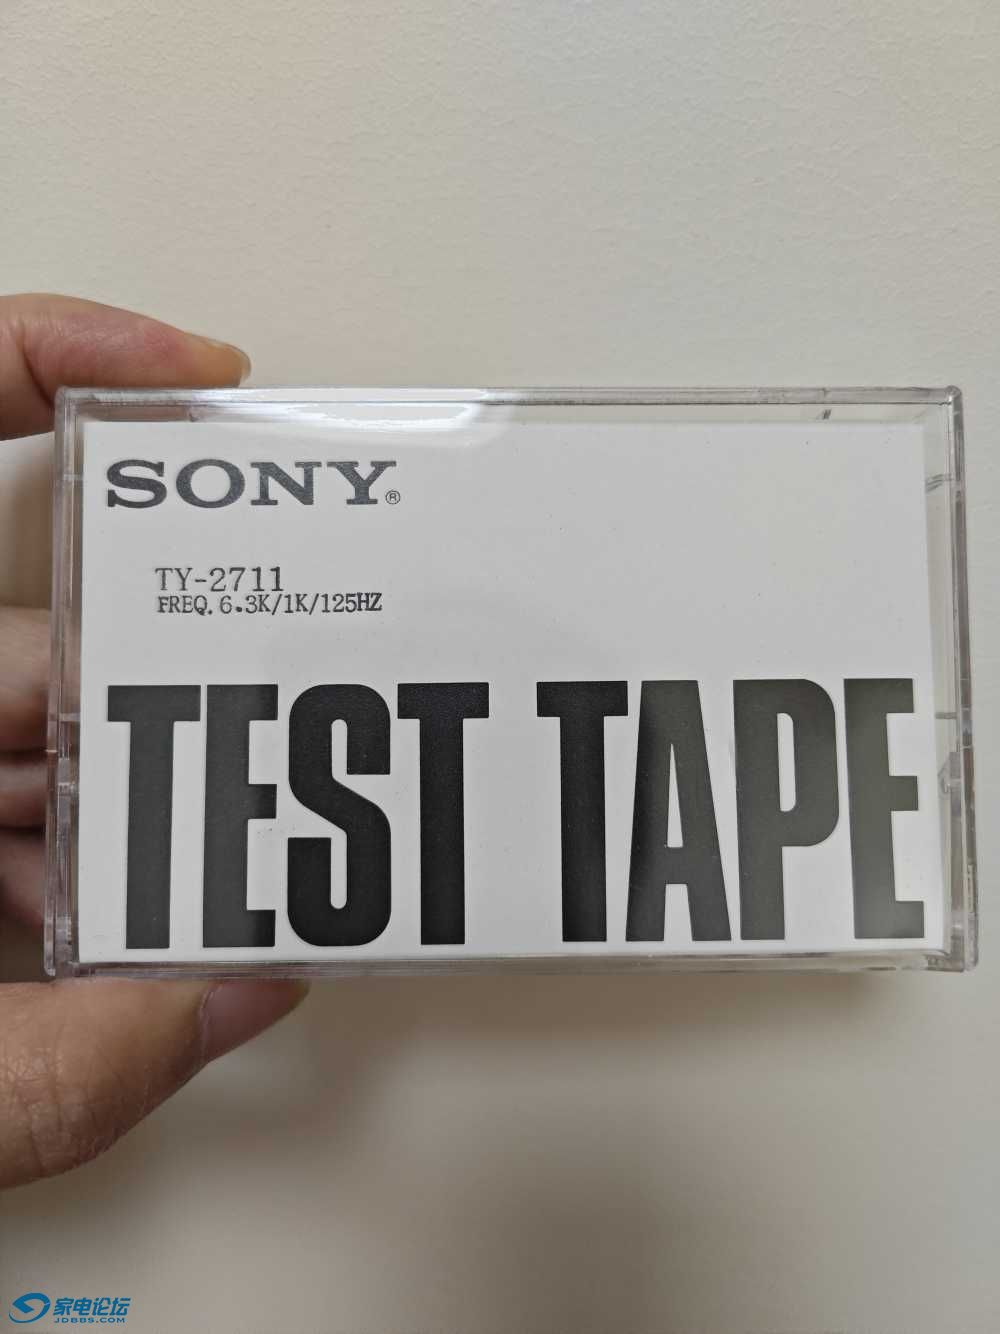 SONY®
TY-2711
FREQ. 6.3K/1K/125HZ
TEST TAPE
家电论坛
JDBBS.COM